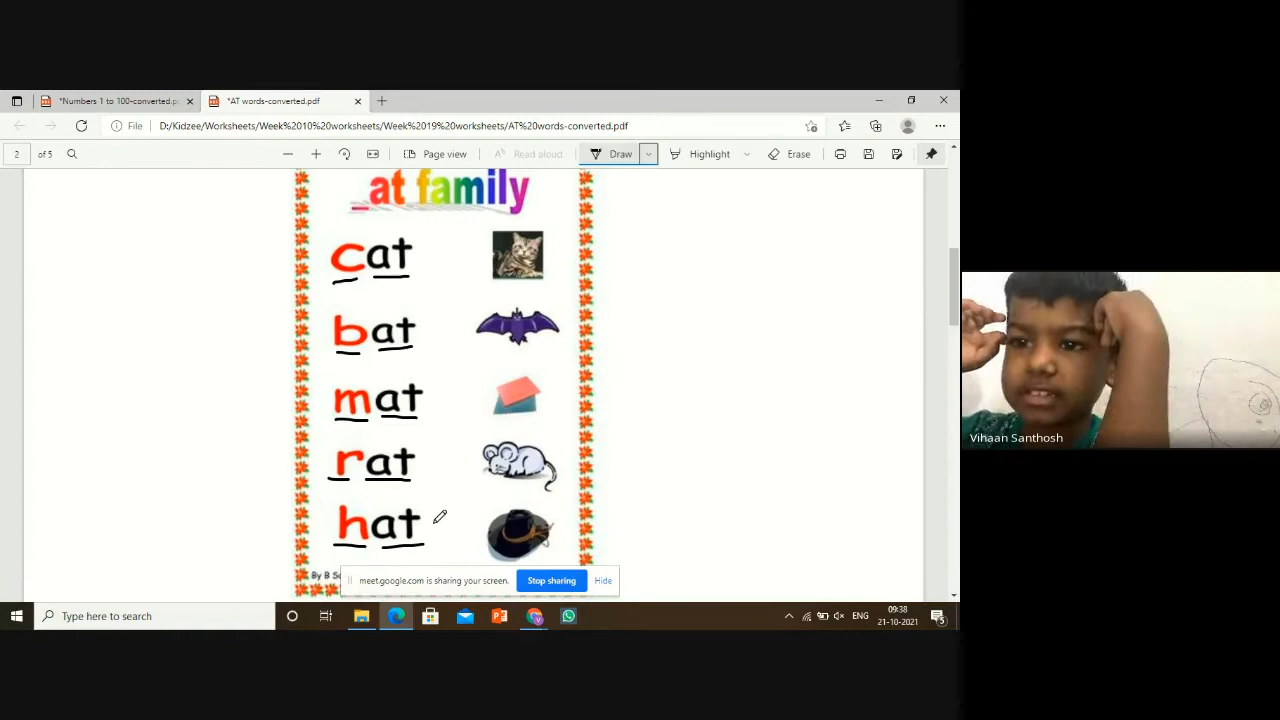 *Numbers 1 to 100-converted.p
*AT words-converted.pdf
File D:/Kidzee/Worksheets/Week%2010%20worksheets/Week%2019%20worksheets/AT%20words-converted.pdf
2 of 5 Page view Read aloud Draw Highlight Erase
_at family
cat
bat
mat
rat
hat
By B
meet.google.com is sharing your screen. Stop sharing Hide
Vihaan Santhosh
Type here to search
ENG
09:38
21-10-2021
5